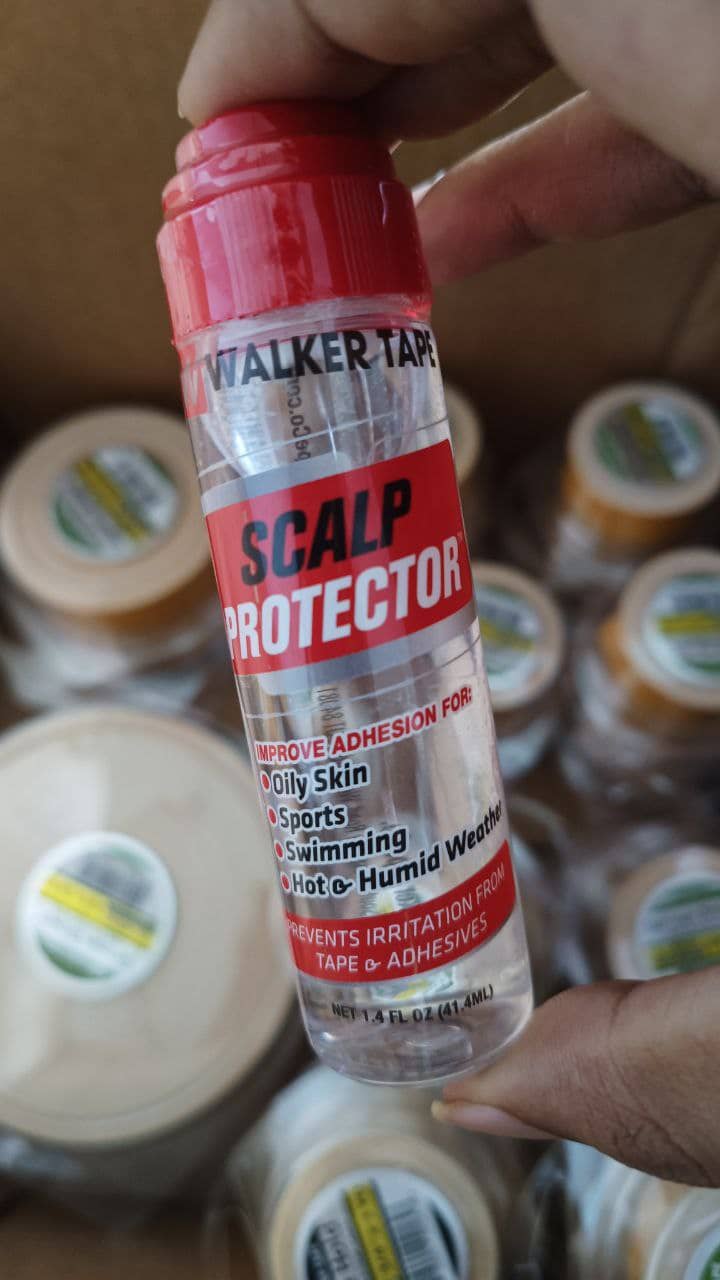 WALKER TAPE
SCALP
PROTECTOR™
IMPROVE ADHESION FOR:
Oily Skin
Sports
Swimming
Hot & Humid Weather
PREVENTS IRRITATION FROM
TAPE & ADHESIVES
NET 1.4 FL OZ (41.4ML)